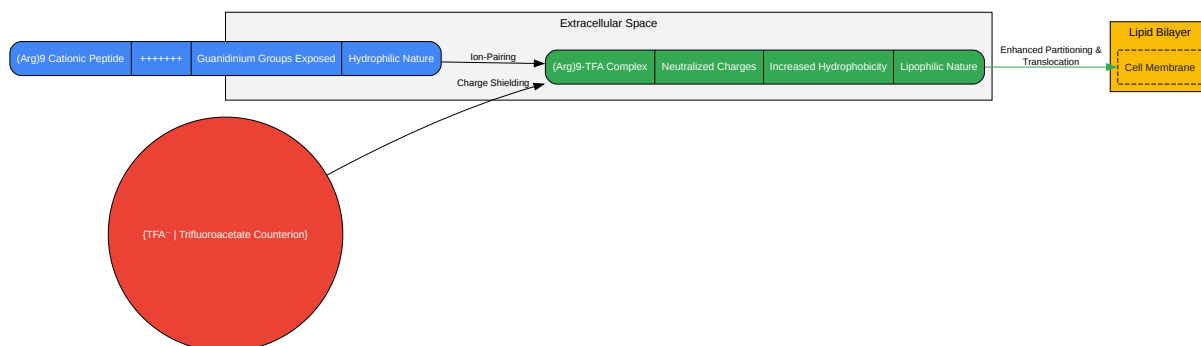 Extracellular Space
(Arg)9 Cationic Peptide
+++++++
Guanidinium Groups Exposed
Hydrophilic Nature
Ion-Pairing
Charge Shielding
(Arg)9-TFA Complex
Neutralized Charges
Increased Hydrophobicity
Lipophilic Nature
Enhanced Partitioning &
Translocation
Lipid Bilayer
Cell Membrane
{TFA⁻ | Trifluoroacetate Counterion}